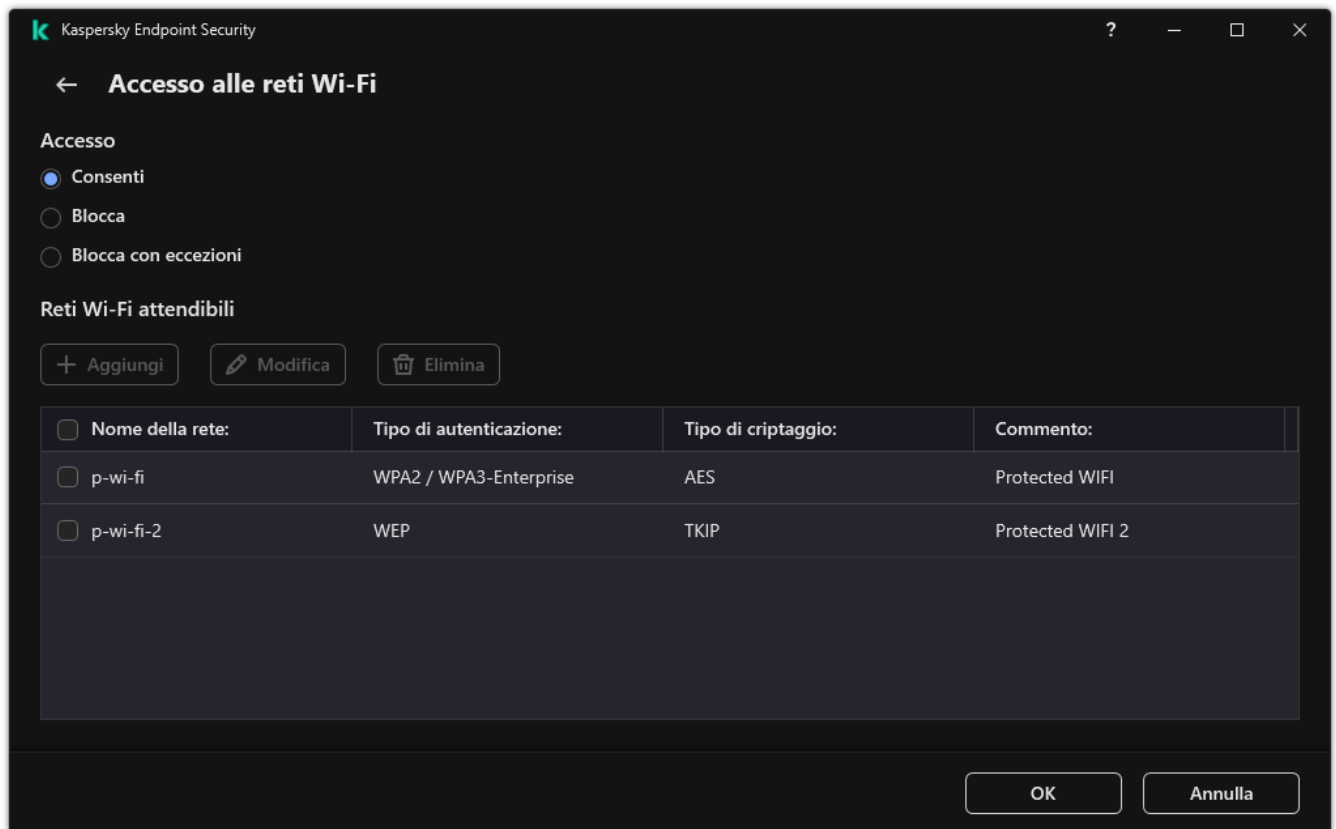 Kaspersky Endpoint Security
?
Accesso alle reti Wi-Fi
Accesso
Consenti
Blocca
Blocca con eccezioni
Reti Wi-Fi attendibili
Aggiungi Modifica Elimina
Nome della rete: Tipo di autenticazione: Tipo di criptaggio: Commento:
p-wi-fi WPA2 / WPA3-Enterprise AES Protected WIFI
p-wi-fi-2 WEP TKIP Protected WIFI 2
OK Annulla